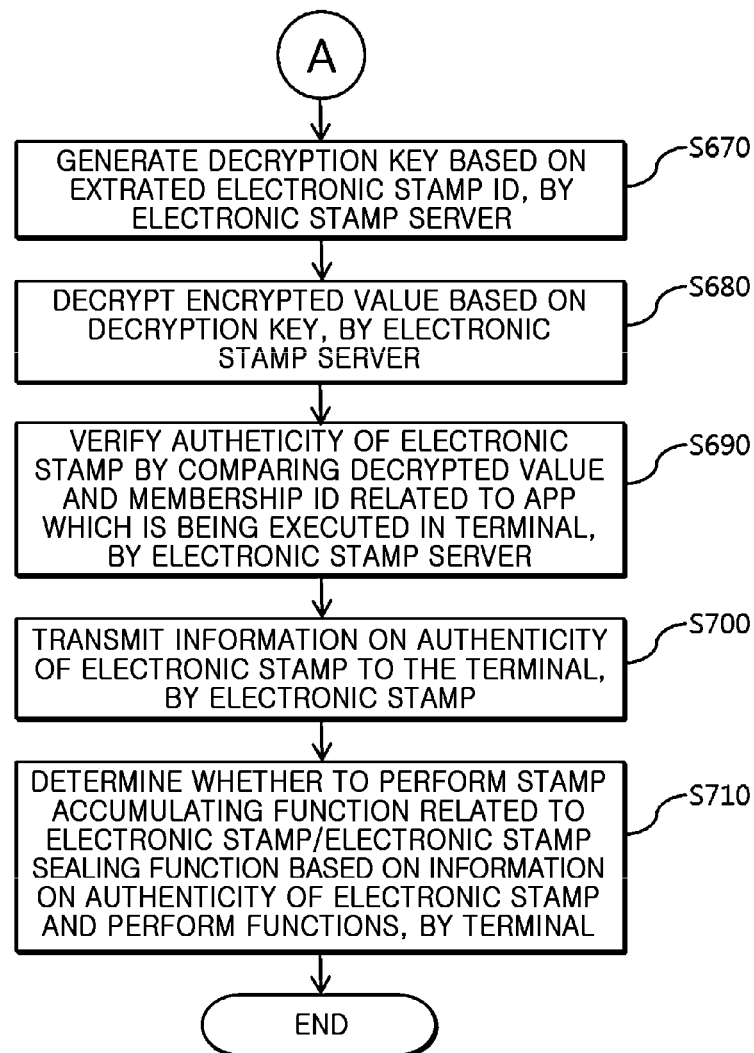 A
S670
GENERATE DECRYPTION KEY BASED ON
EXTRATED ELECTRONIC STAMP ID, BY
ELECTRONIC STAMP SERVER
S680
DECRYPT ENCRYPTED VALUE BASED ON
DECRYPTION KEY, BY ELECTRONIC
STAMP SERVER
S690
VERIFY AUTHETICITY OF ELECTRONIC
STAMP BY COMPARING DECRYPTED VALUE
AND MEMBERSHIP ID RELATED TO APP
WHICH IS BEING EXECUTED IN TERMINAL,
BY ELECTRONIC STAMP SERVER
S700
TRANSMIT INFORMATION ON AUTHENTICITY
OF ELECTRONIC STAMP TO THE TERMINAL,
BY ELECTRONIC STAMP
S710
DETERMINE WHETHER TO PERFORM STAMP
ACCUMULATING FUNCTION RELATED TO
ELECTRONIC STAMP/ELECTRONIC STAMP
SEALING FUNCTION BASED ON INFORMATION
ON AUTHENTICITY OF ELECTRONIC STAMP
AND PERFORM FUNCTIONS, BY TERMINAL
END